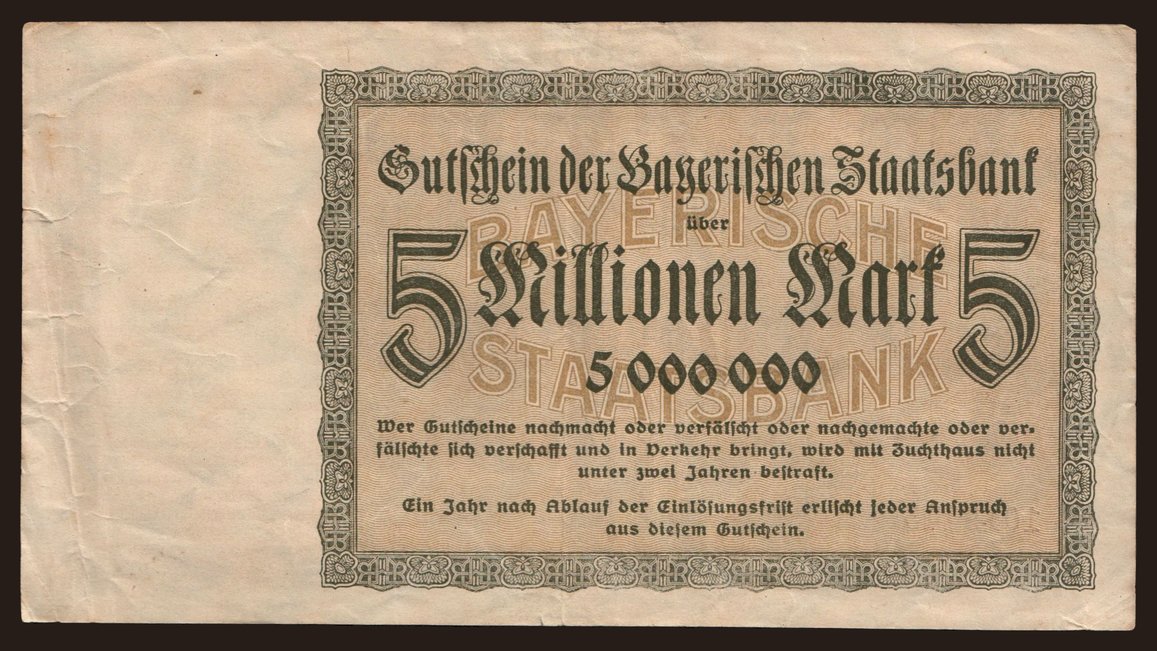 Gutschein der Bayerischen Staatsbank
über
5 Millionen Mark 5
BAYERISCHE
STAATSBANK
5 000 000
Wer Gutscheine nachmacht oder verfälscht oder nachgemachte oder ver-
fälschte sich verschafft und in Verkehr bringt, wird mit Zuchthaus nicht
unter zwei Jahren bestraft.
Ein Jahr nach Ablauf der Einlösungsfrist erlischt jeder Anspruch
aus diesem Gutschein.